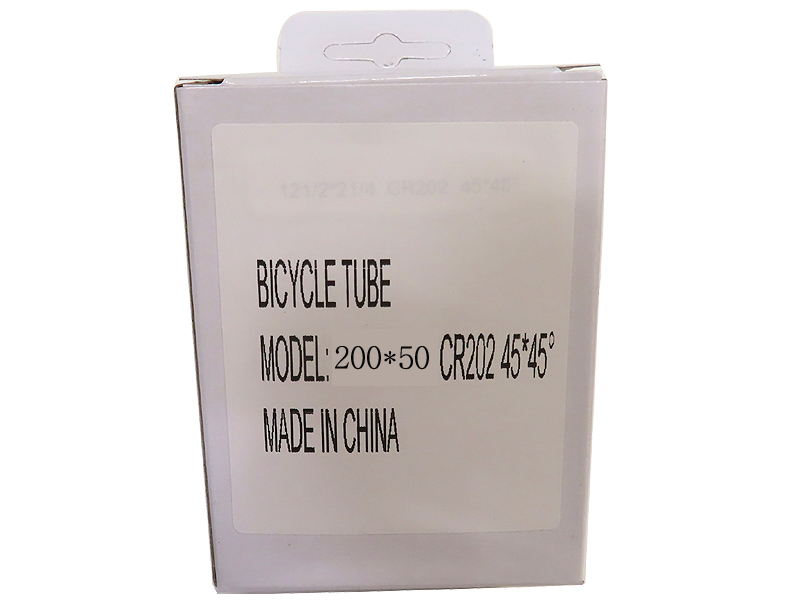 121/2*21/4 CR202 45*45°
BICYCLE TUBE
MODEL: 200*50 CR202 45*45°
MADE IN CHINA